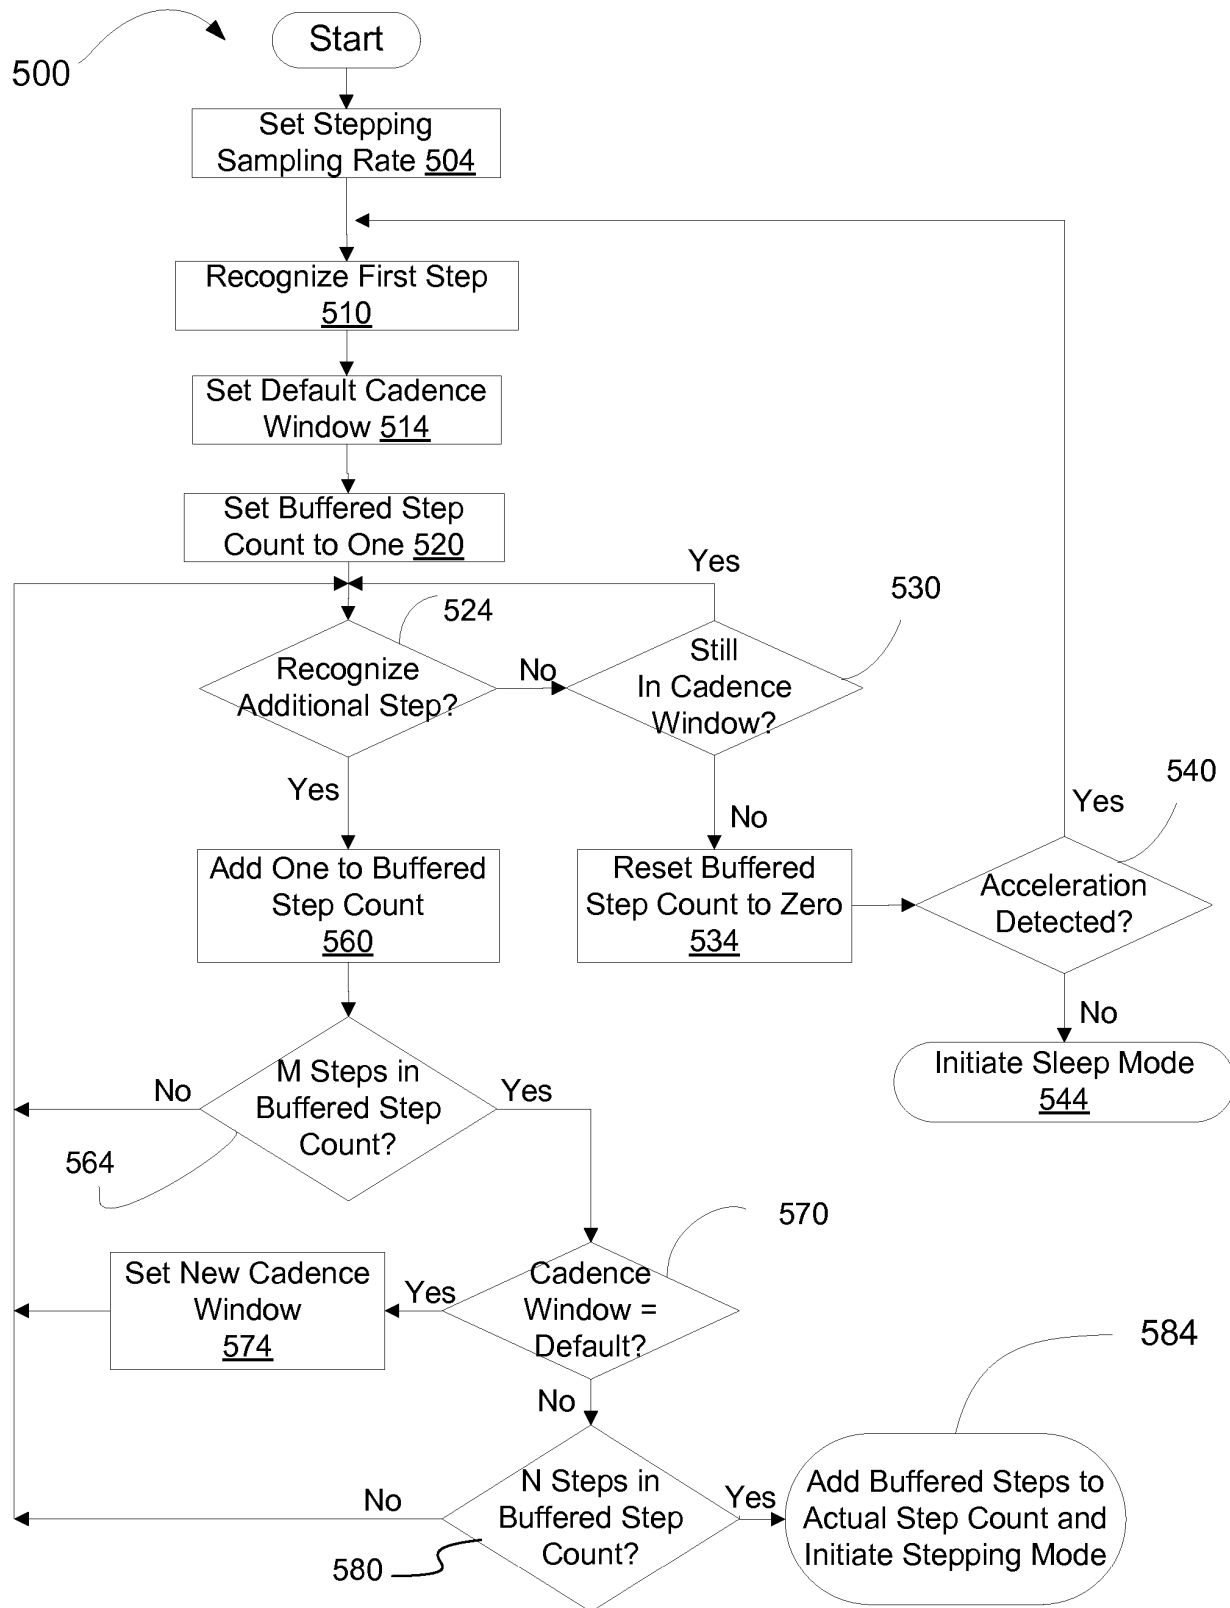 Start
500
Set Stepping
Sampling Rate 504
Recognize First Step
510
Set Default Cadence
Window 514
Set Buffered Step
Count to One 520
Yes
530
524
Recognize
Additional Step?
No
Still
In Cadence
Window?
Yes
No
540
Yes
Add One to Buffered
Step Count
560
Reset Buffered
Step Count to Zero
534
Acceleration
Detected?
No
Initiate Sleep Mode
544
M Steps in
Buffered Step
Count?
No
Yes
564
570
Set New Cadence
Window
574
Yes
Cadence
Window =
Default?
No
584
N Steps in
Buffered Step
Count?
No
Yes
580
Add Buffered Steps to
Actual Step Count and
Initiate Stepping Mode